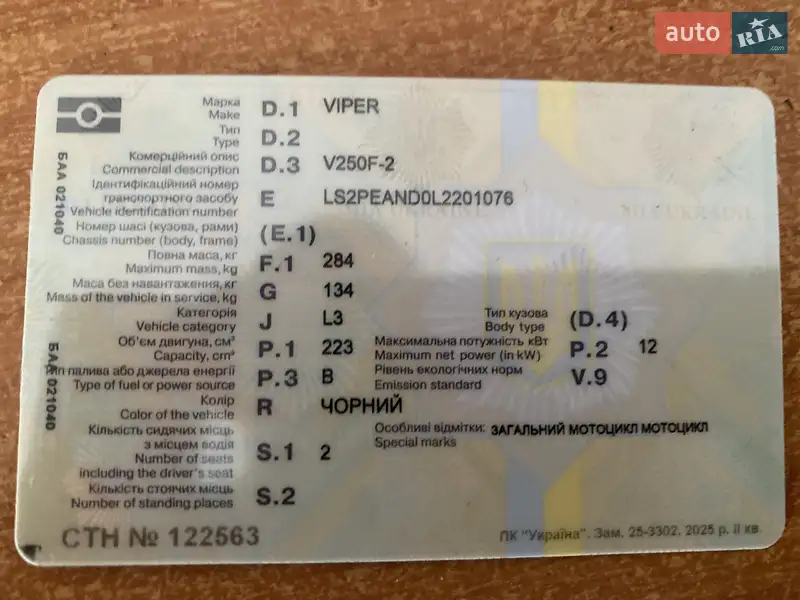 auto RIA .com
Марка D.1 VIPER
Make
Тип D.2
Type
Комерційний опис D.3 V250F-2
Commercial description
Ідентифікаційний номер
транспортного засобу E LS2PEAND0L2201076
Vehicle identification number
Номер шасі (кузова, рами) (E.1)
Chassis number (body, frame)
Повна маса, кг F.1 284
Maximum mass, kg
Маса без навантаження, кг G 134
Mass of the vehicle in service, kg
Категорія J L3 Тип кузова (D.4)
Vehicle category Body type
Об'єм двигуна, см³ P.1 223 Максимальна потужність кВт P.2 12
Capacity, cm³ Maximum net power (in kW)
Тип палива або джерела енергії P.3 B Рівень екологічних норм V.9
Type of fuel or power source Emission standard
Колір R ЧОРНИЙ
Color of the vehicle
Кількість сидячих місць Особливі відмітки: ЗАГАЛЬНИЙ МОТОЦИКЛ МОТОЦИКЛ
з місцем водія S.1 2 Special marks
Number of seats
including the driver's seat
Кількість стоячих місць S.2
Number of standing places
СТН № 122563
ПК "Україна". Зам. 25-3302. 2025 р. II кв.
БАА 021040
БАА 021040